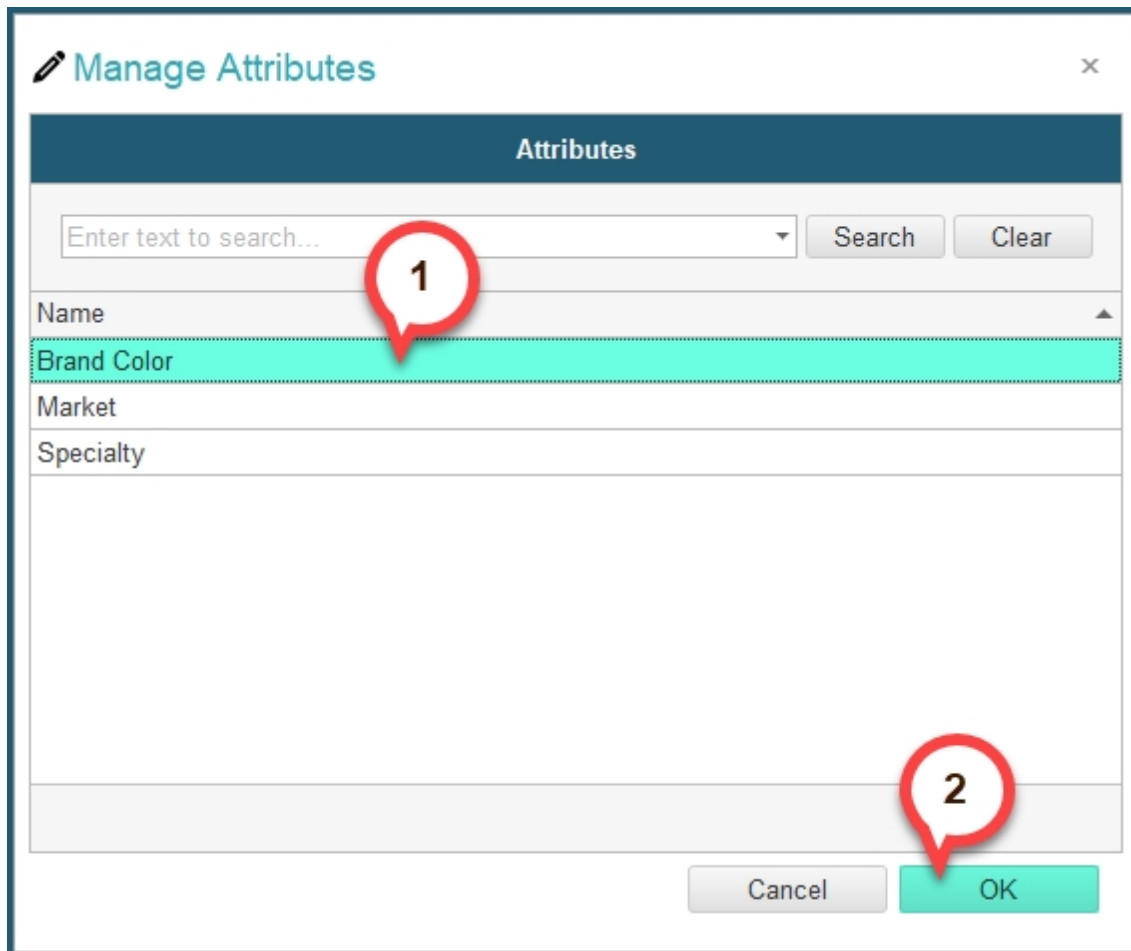 Manage Attributes
Attributes
Enter text to search... Search Clear
1
Name
Brand Color
Market
Specialty
2
Cancel OK